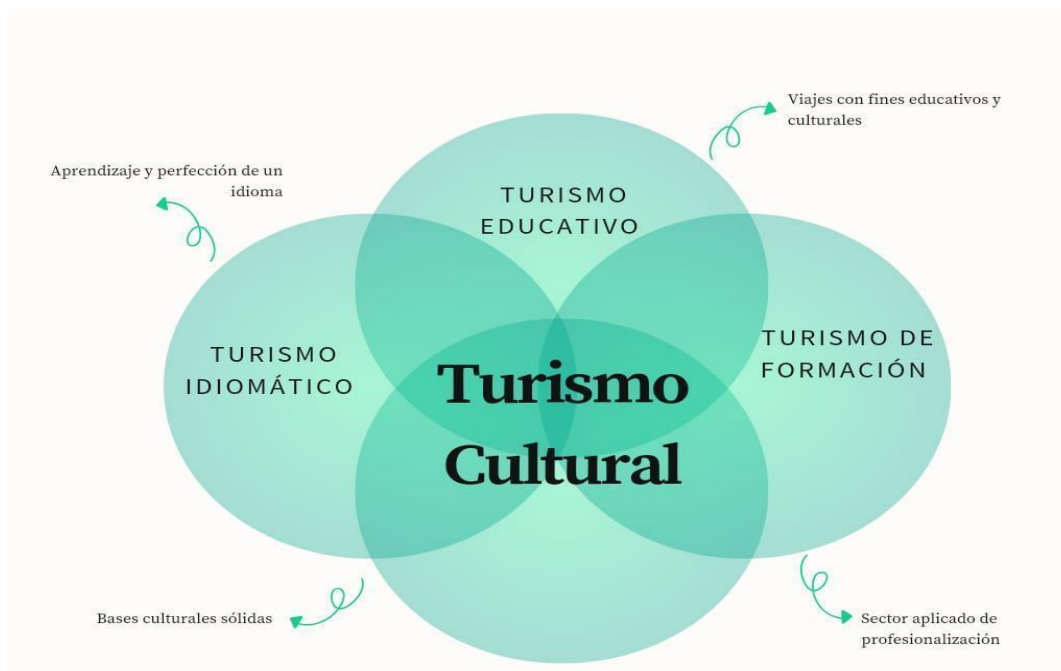 Viajes con fines educativos y
culturales
Aprendizaje y perfección de un
idioma
TURISMO
EDUCATIVO
TURISMO
IDIOMÁTICO
TURISMO DE
FORMACIÓN
Turismo
Cultural
Bases culturales sólidas
Sector aplicado de
profesionalización